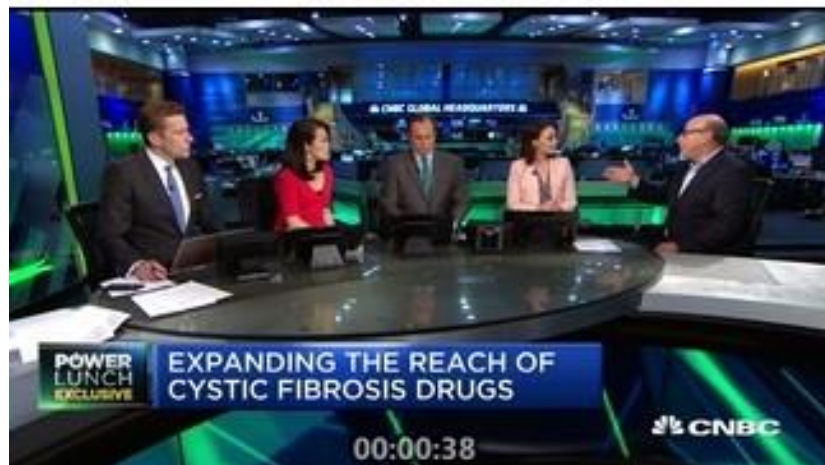 CNBC GLOBAL HEADQUARTERS
POWER
LUNCH
EXCLUSIVE
EXPANDING THE REACH OF
CYSTIC FIBROSIS DRUGS
CNBC
00:00:38